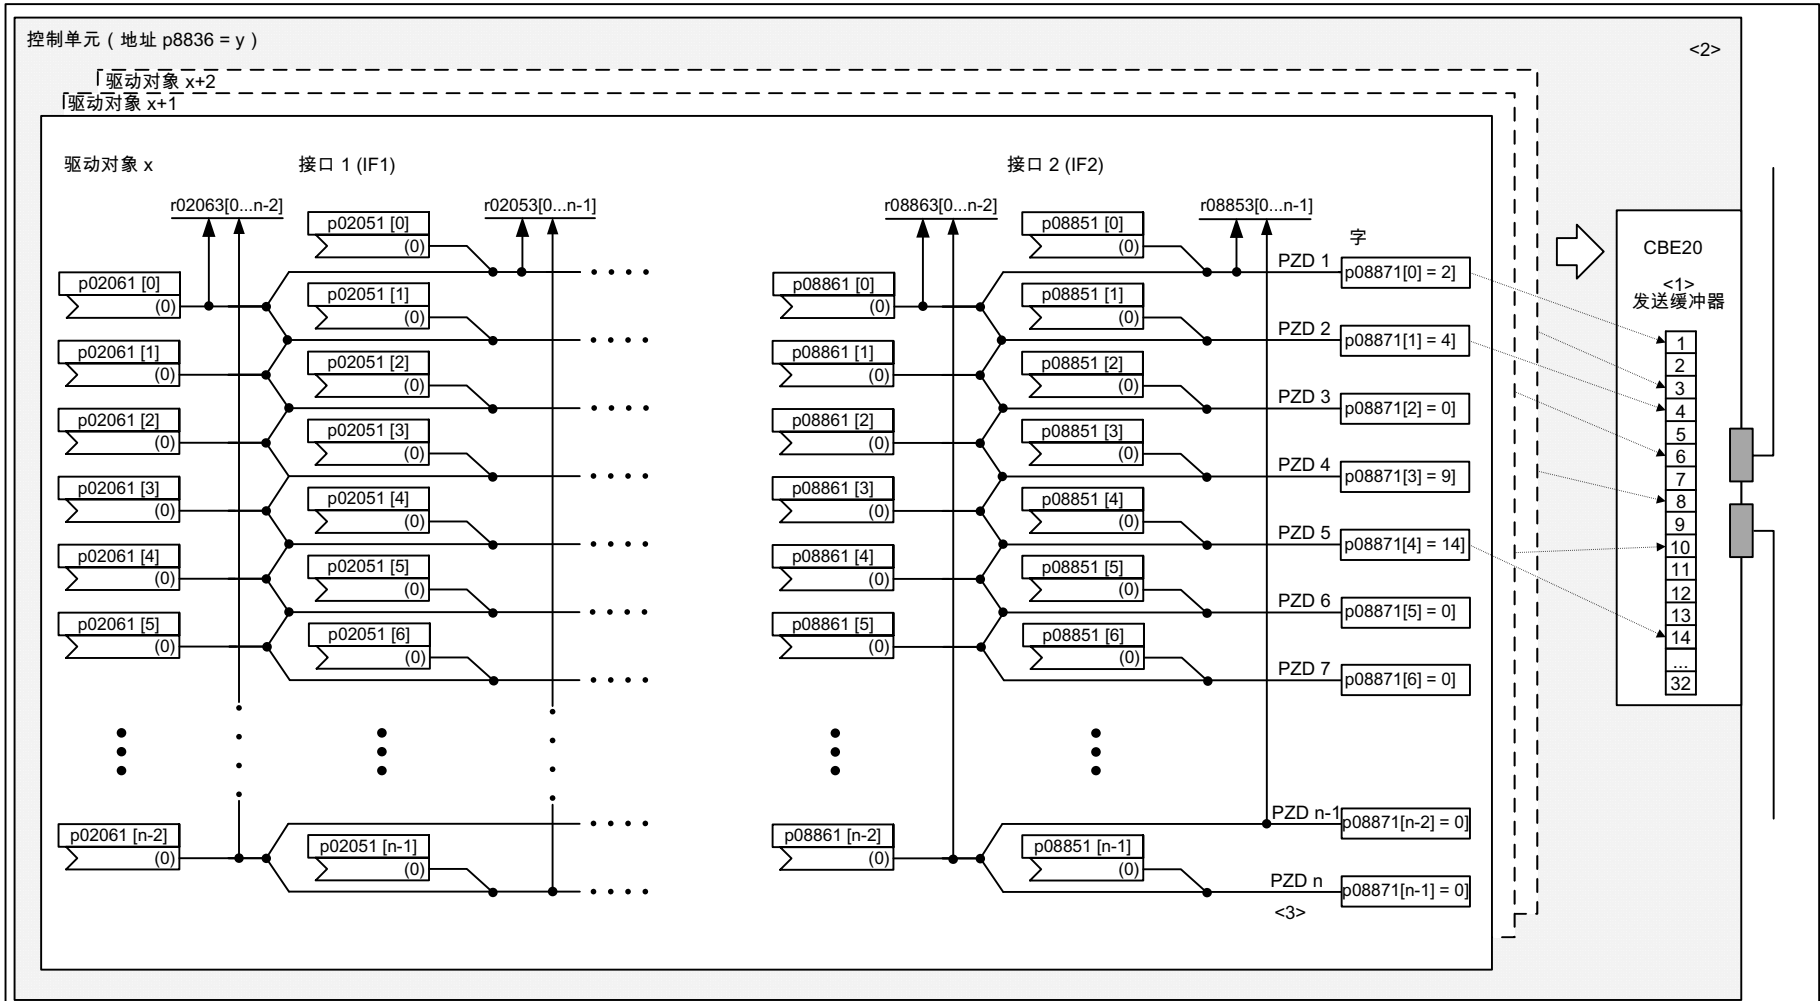 控制单元 ( 地址 p8836 = y )
<2>
驱动对象 x+2
驱动对象 x+1
驱动对象 x
接口 1 (IF1)
接口 2 (IF2)
r02063[0...n-2]
r02053[0...n-1]
r08863[0...n-2]
r08853[0...n-1]
p02051 [0]
(0)
p08851 [0]
(0)
字
PZD 1
p08871[0] = 2]
p02061 [0]
(0)
p02051 [1]
(0)
p08861 [0]
(0)
p08851 [1]
(0)
PZD 2
p08871[1] = 4]
p02061 [1]
(0)
p02051 [2]
(0)
p08861 [1]
(0)
p08851 [2]
(0)
PZD 3
p08871[2] = 0]
p02061 [2]
(0)
p02051 [3]
(0)
p08861 [2]
(0)
p08851 [3]
(0)
PZD 4
p08871[3] = 9]
p02061 [3]
(0)
p02051 [4]
(0)
p08861 [3]
(0)
p08851 [4]
(0)
PZD 5
p08871[4] = 14]
p02061 [4]
(0)
p02051 [5]
(0)
p08861 [4]
(0)
p08851 [5]
(0)
PZD 6
p08871[5] = 0]
p02061 [5]
(0)
p02051 [6]
(0)
p08861 [5]
(0)
p08851 [6]
(0)
PZD 7
p08871[6] = 0]
PZD n-1
p08871[n-2] = 0]
p02061 [n-2]
(0)
p02051 [n-1]
(0)
p08861 [n-2]
(0)
p08851 [n-1]
(0)
PZD n
p08871[n-1] = 0]
<3>
CBE20
<1>
发送缓冲器
1
2
3
4
5
6
7
8
9
10
11
12
13
14
...
32